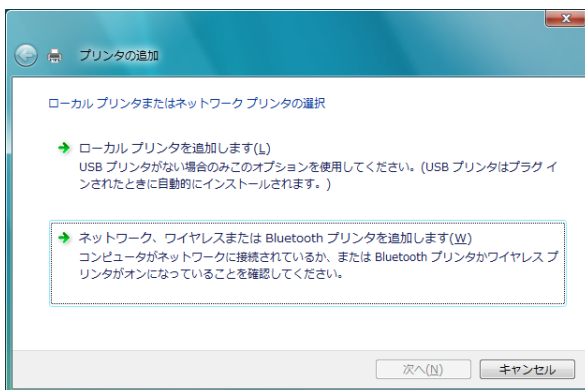 プリンタの追加
ローカル プリンタまたはネットワーク プリンタの選択
ローカル プリンタを追加します(L)
USB プリンタがない場合のみこのオプションを使用してください。(USB プリンタはプラグ イ
ンされたときに自動的にインストールされます。)
ネットワーク、ワイヤレスまたは Bluetooth プリンタを追加します(W)
コンピュータがネットワークに接続されているか、または Bluetooth プリンタかワイヤレス プ
リンタがオンになっていることを確認してください。
次へ(N)
キャンセル